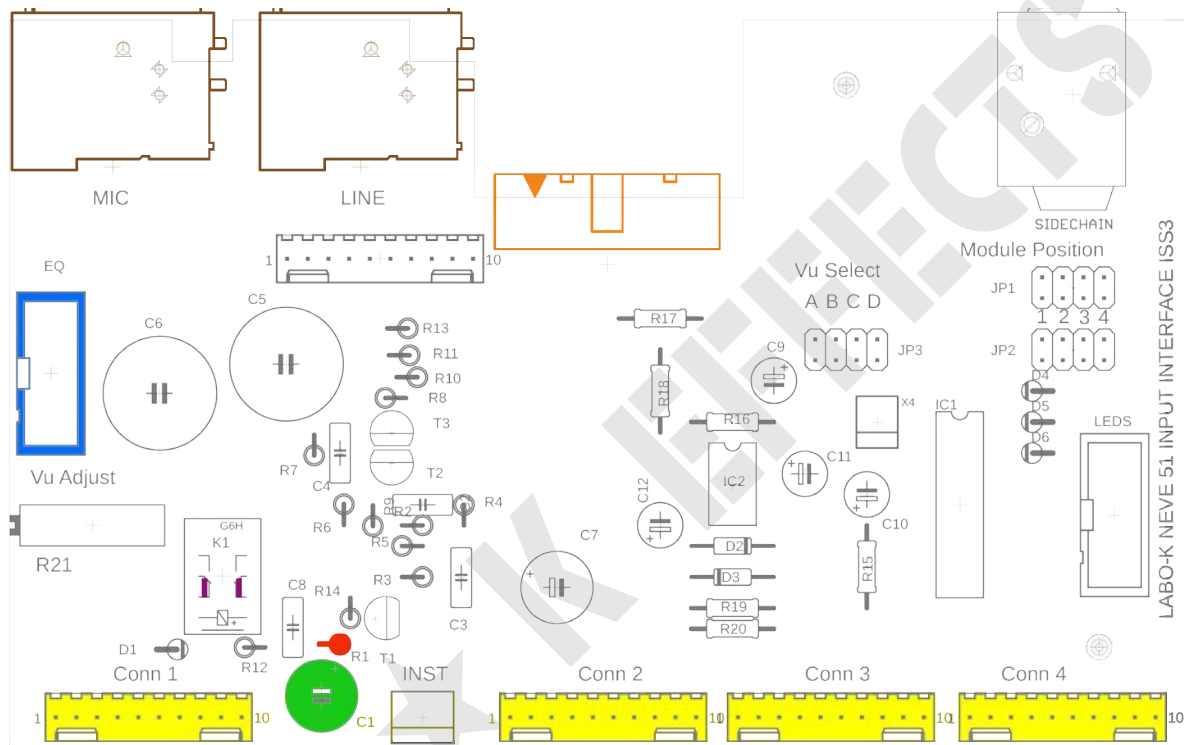 MIC
LINE
SIDECHAIN
Module Position
EQ
1
10
Vu Select
A B C D
JP1
1 2 3 4
JP2
JP3
C6
C5
R13
R11
R10
R8
R17
R18
C9
R16
X4
IC1
D4
D5
D6
LEDS
LABO-K NEVE 51 INPUT INTERFACE ISS3
T3
T2
R7
C4
Vu Adjust
R21
G6H
K1
R6
R9
R2
R4
R5
R3
C3
C7
C12
IC2
C11
C10
R15
D2
D3
R19
R20
C8
R14
R1
T1
D1
R12
C1
Conn 1
INST
Conn 2
Conn 3
Conn 4
1
10
1
10
1
10
1
10
K EFFECTS